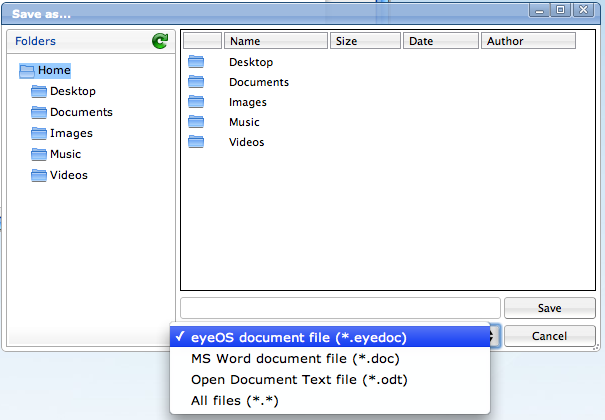 Save as...
Folders
Home
Desktop
Documents
Images
Music
Videos
Name Size Date Author
Desktop
Documents
Images
Music
Videos
Save
✓ eyeOS document file (*.eyedoc)
Cancel
MS Word document file (*.doc)
Open Document Text file (*.odt)
All files (*.*)